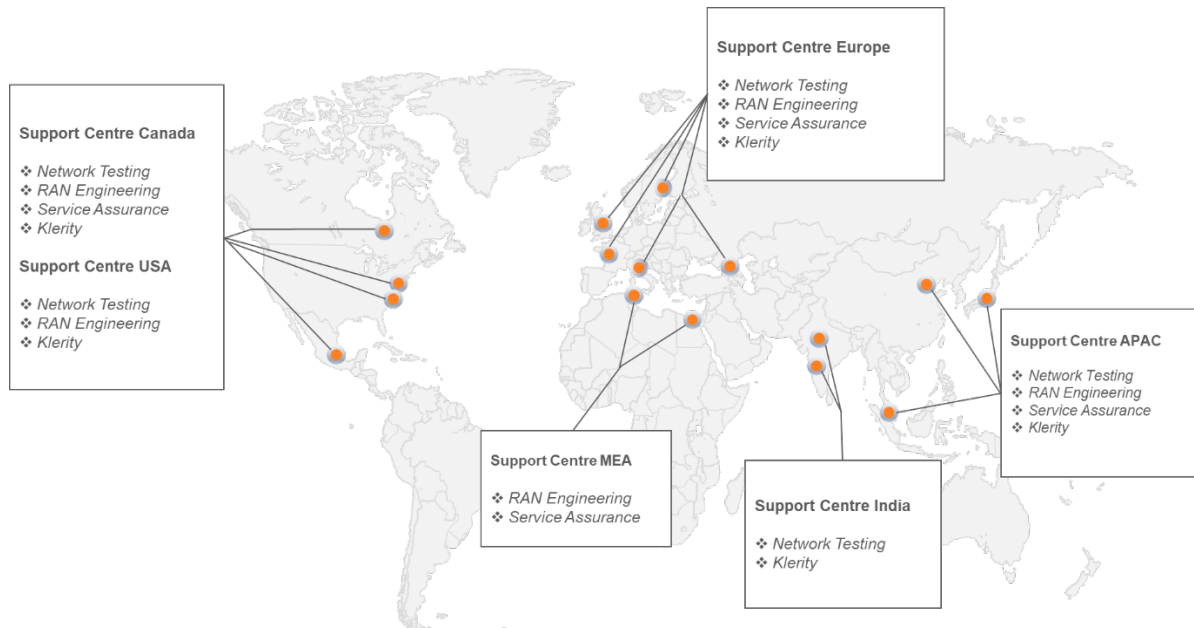 Support Centre Canada
❖ Network Testing
❖ RAN Engineering
❖ Service Assurance
❖ Klerity
Support Centre USA
❖ Network Testing
❖ RAN Engineering
❖ Klerity
Support Centre Europe
❖ Network Testing
❖ RAN Engineering
❖ Service Assurance
❖ Klerity
Support Centre MEA
❖ RAN Engineering
❖ Service Assurance
Support Centre India
❖ Network Testing
❖ Klerity
Support Centre APAC
❖ Network Testing
❖ RAN Engineering
❖ Service Assurance
❖ Klerity